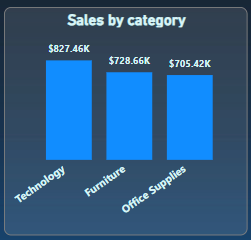 Sales by category
$827.46K
$728.66K
$705.42K
Technology
Furniture
Office Supplies